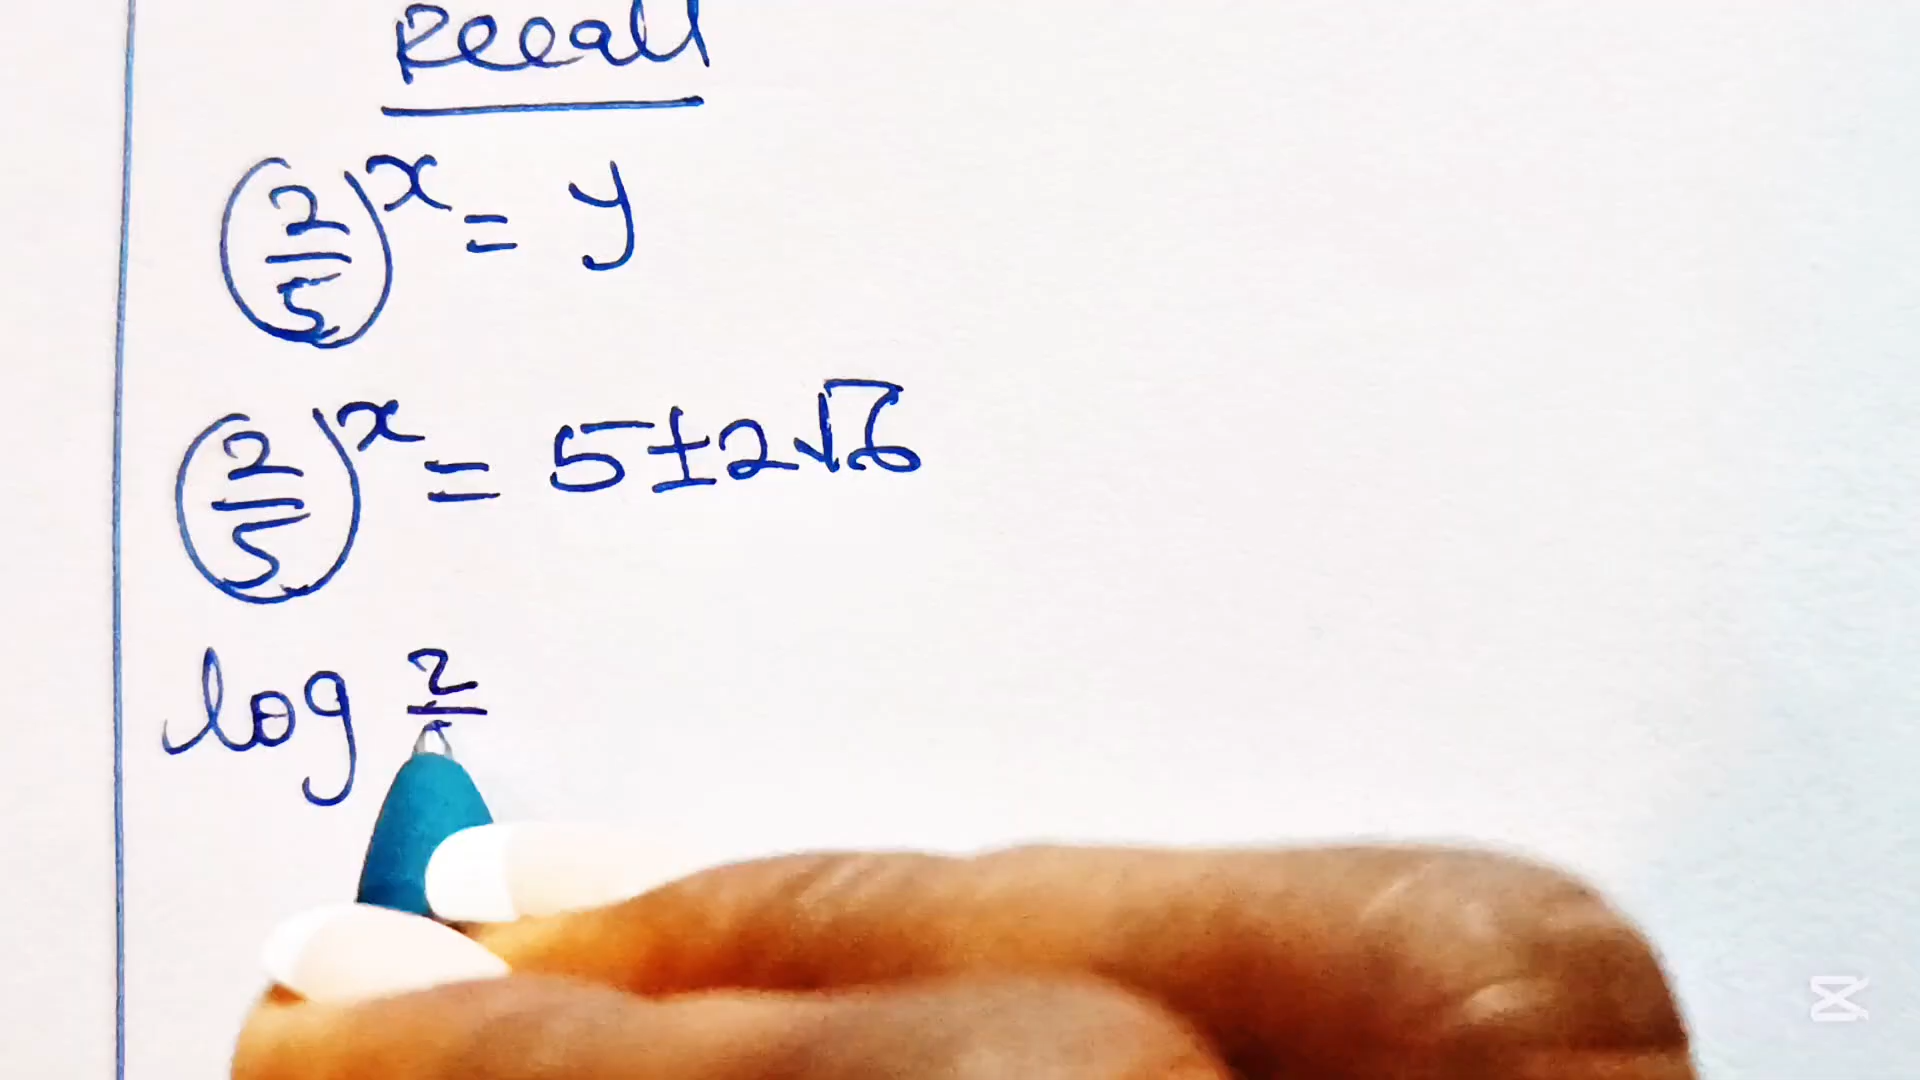 Recall
(2/5)^x = y
(2/5)^x = 5±2√6
log 2/